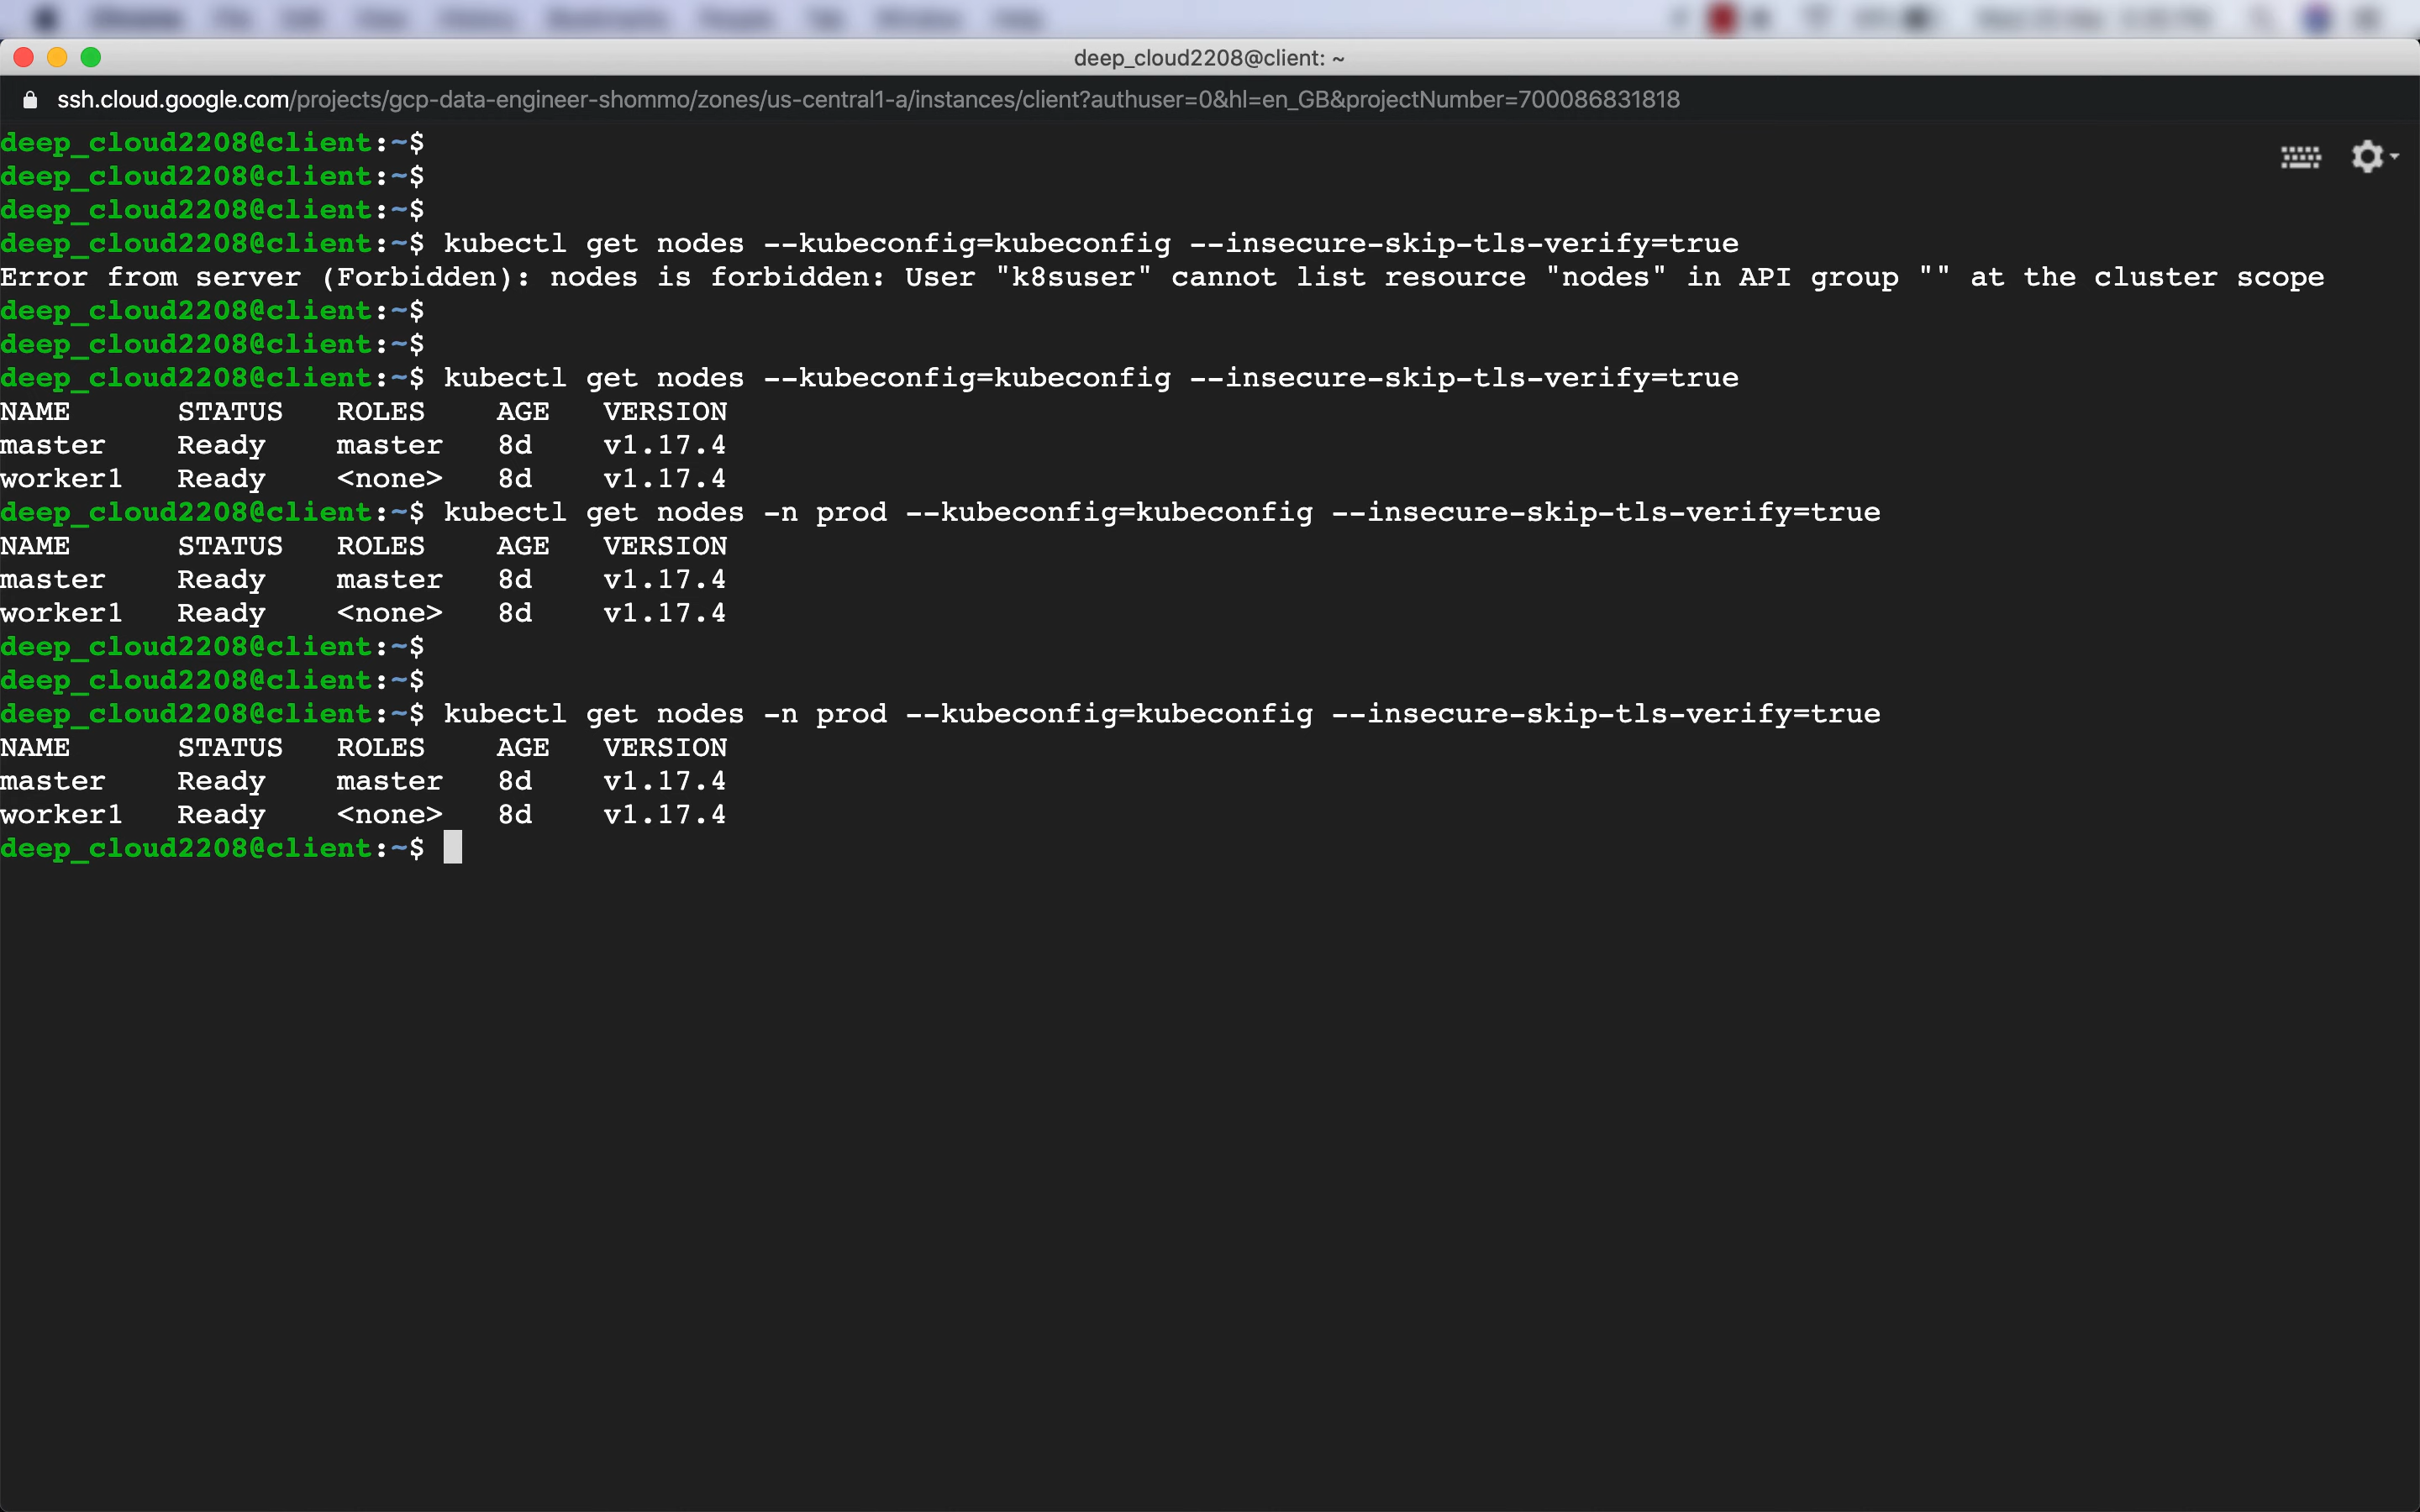 deep_cloud2208@client: ~
ssh.cloud.google.com/projects/gcp-data-engineer-shommo/zones/us-central1-a/instances/client?authuser=0&hl=en_GB&projectNumber=700086831818
deep_cloud2208@client:~$
deep_cloud2208@client:~$
deep_cloud2208@client:~$
deep_cloud2208@client:~$ kubectl get nodes --kubeconfig=kubeconfig --insecure-skip-tls-verify=true
Error from server (Forbidden): nodes is forbidden: User "k8suser" cannot list resource "nodes" in API group "" at the cluster scope
deep_cloud2208@client:~$
deep_cloud2208@client:~$
deep_cloud2208@client:~$ kubectl get nodes --kubeconfig=kubeconfig --insecure-skip-tls-verify=true
NAME STATUS ROLES AGE VERSION
master Ready master 8d v1.17.4
worker1 Ready <none> 8d v1.17.4
deep_cloud2208@client:~$ kubectl get nodes -n prod --kubeconfig=kubeconfig --insecure-skip-tls-verify=true
NAME STATUS ROLES AGE VERSION
master Ready master 8d v1.17.4
worker1 Ready <none> 8d v1.17.4
deep_cloud2208@client:~$
deep_cloud2208@client:~$
deep_cloud2208@client:~$ kubectl get nodes -n prod --kubeconfig=kubeconfig --insecure-skip-tls-verify=true
NAME STATUS ROLES AGE VERSION
master Ready master 8d v1.17.4
worker1 Ready <none> 8d v1.17.4
deep_cloud2208@client:~$